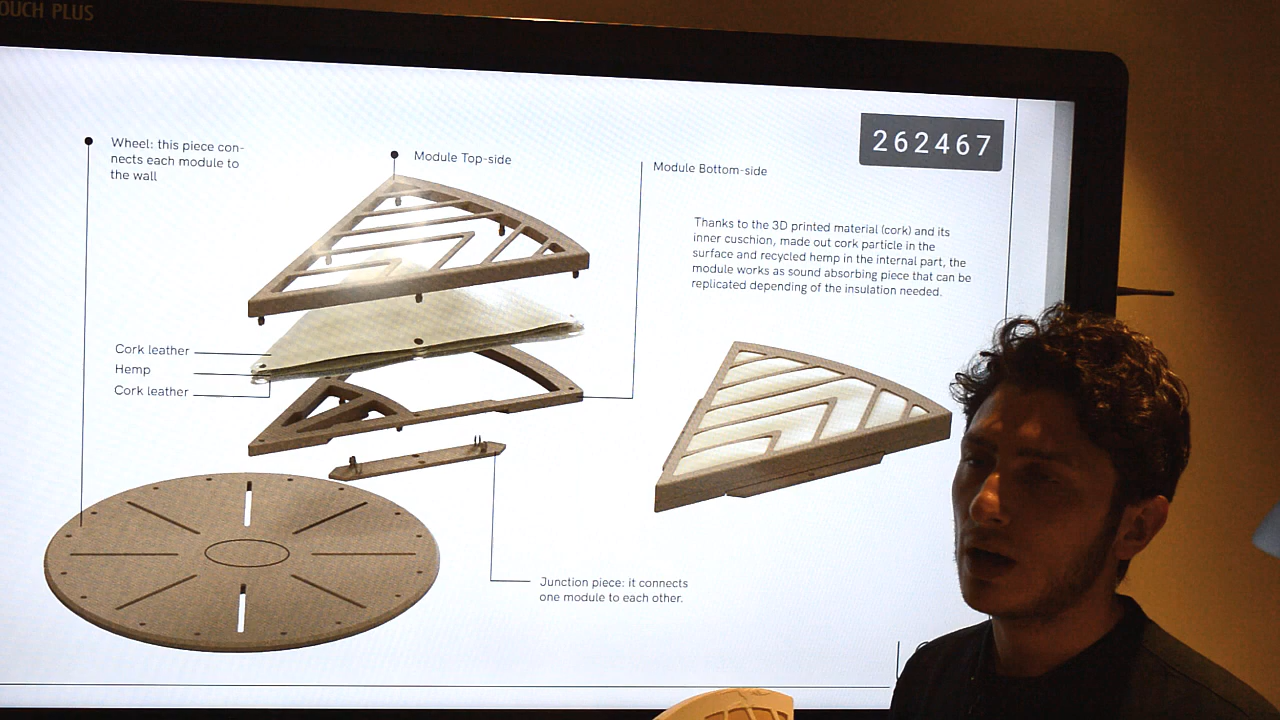 OUCH PLUS
262467
Wheel: this piece con-
nects each module to
the wall
Module Top-side
Module Bottom-side
Thanks to the 3D printed material (cork) and its
inner cuschion, made out cork particle in the
surface and recycled hemp in the internal part, the
module works as sound absorbing piece that can be
replicated depending of the insulation needed.
Cork leather
Hemp
Cork leather
Junction piece: it connects
one module to each other.